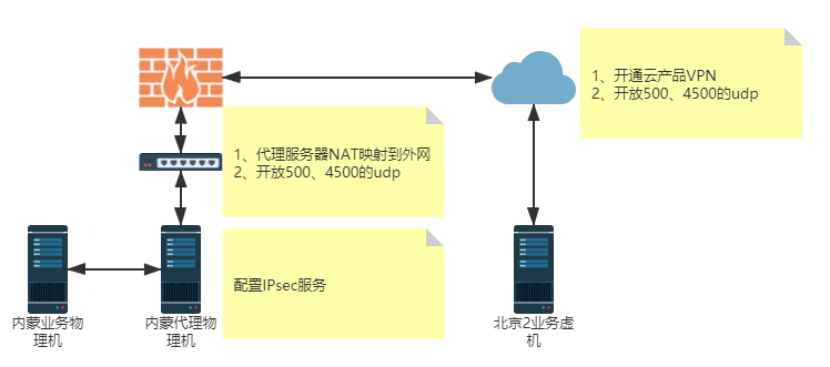 1、开通云产品VPN
2、开放500、4500的udp
1、代理服务器NAT映射到外网
2、开放500、4500的udp
配置IPsec服务
内蒙业务物
理机
内蒙代理物
理机
北京2业务虚
机